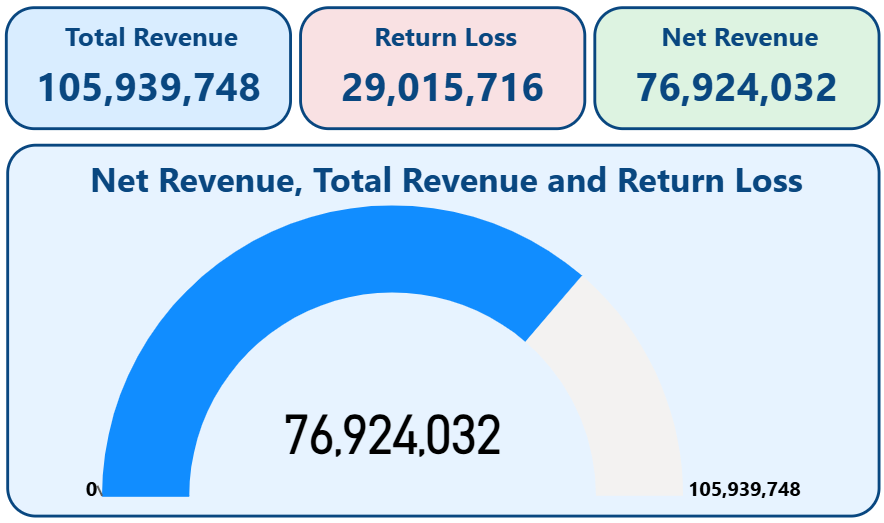 Total Revenue
105,939,748
Return Loss
29,015,716
Net Revenue
76,924,032
Net Revenue, Total Revenue and Return Loss
76,924,032
0
105,939,748